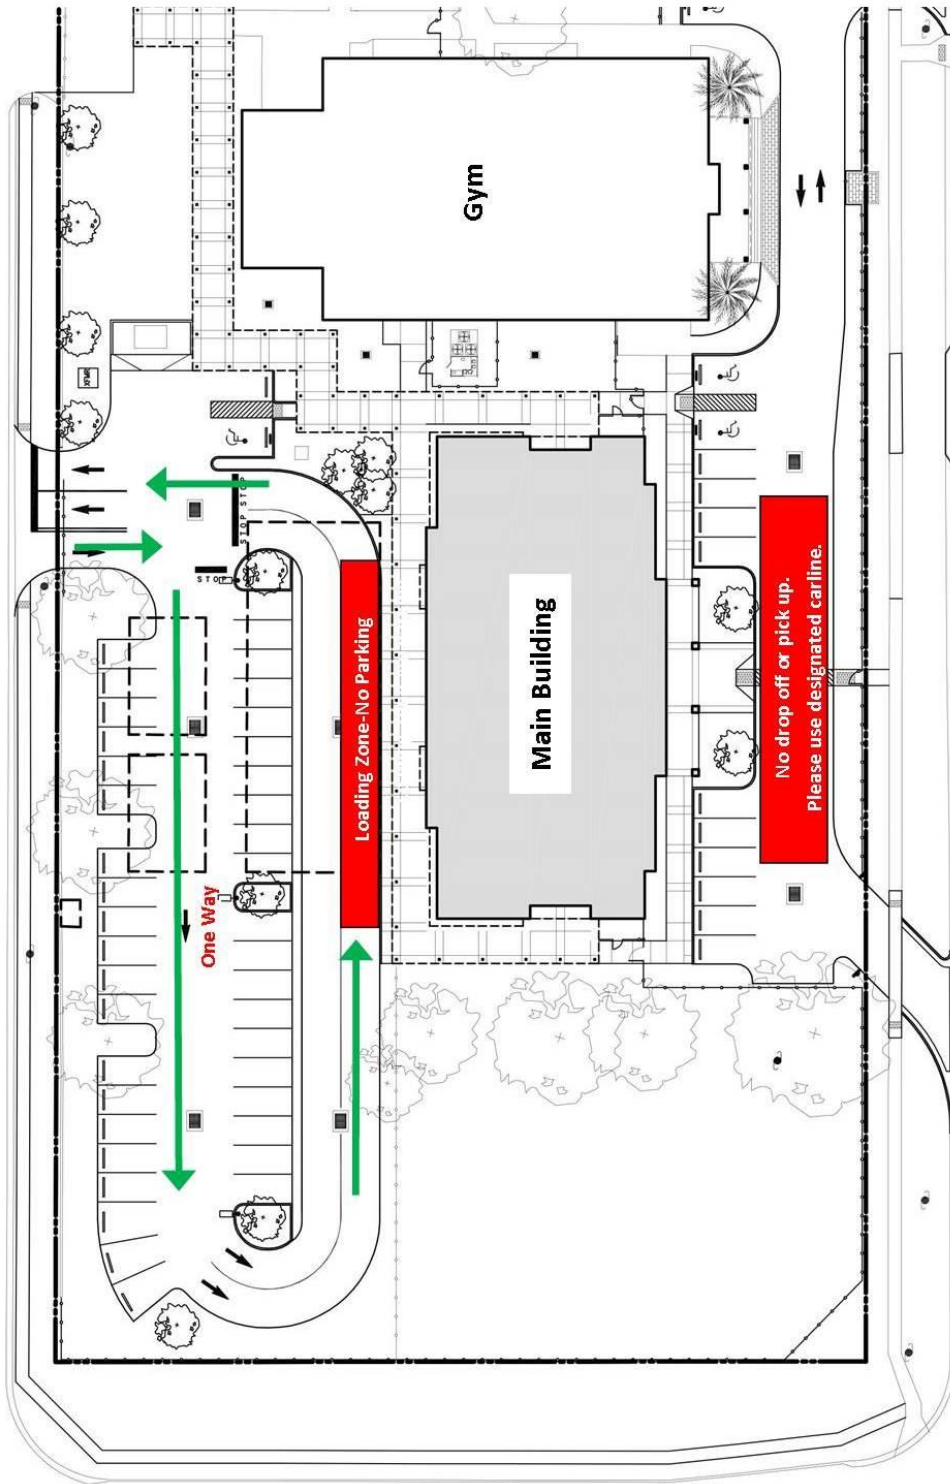 Gym
XFMR
STOP STOP
STOP
One Way
Loading Zone-No Parking
Main Building
No drop off or pick up.
Please use designated carline.